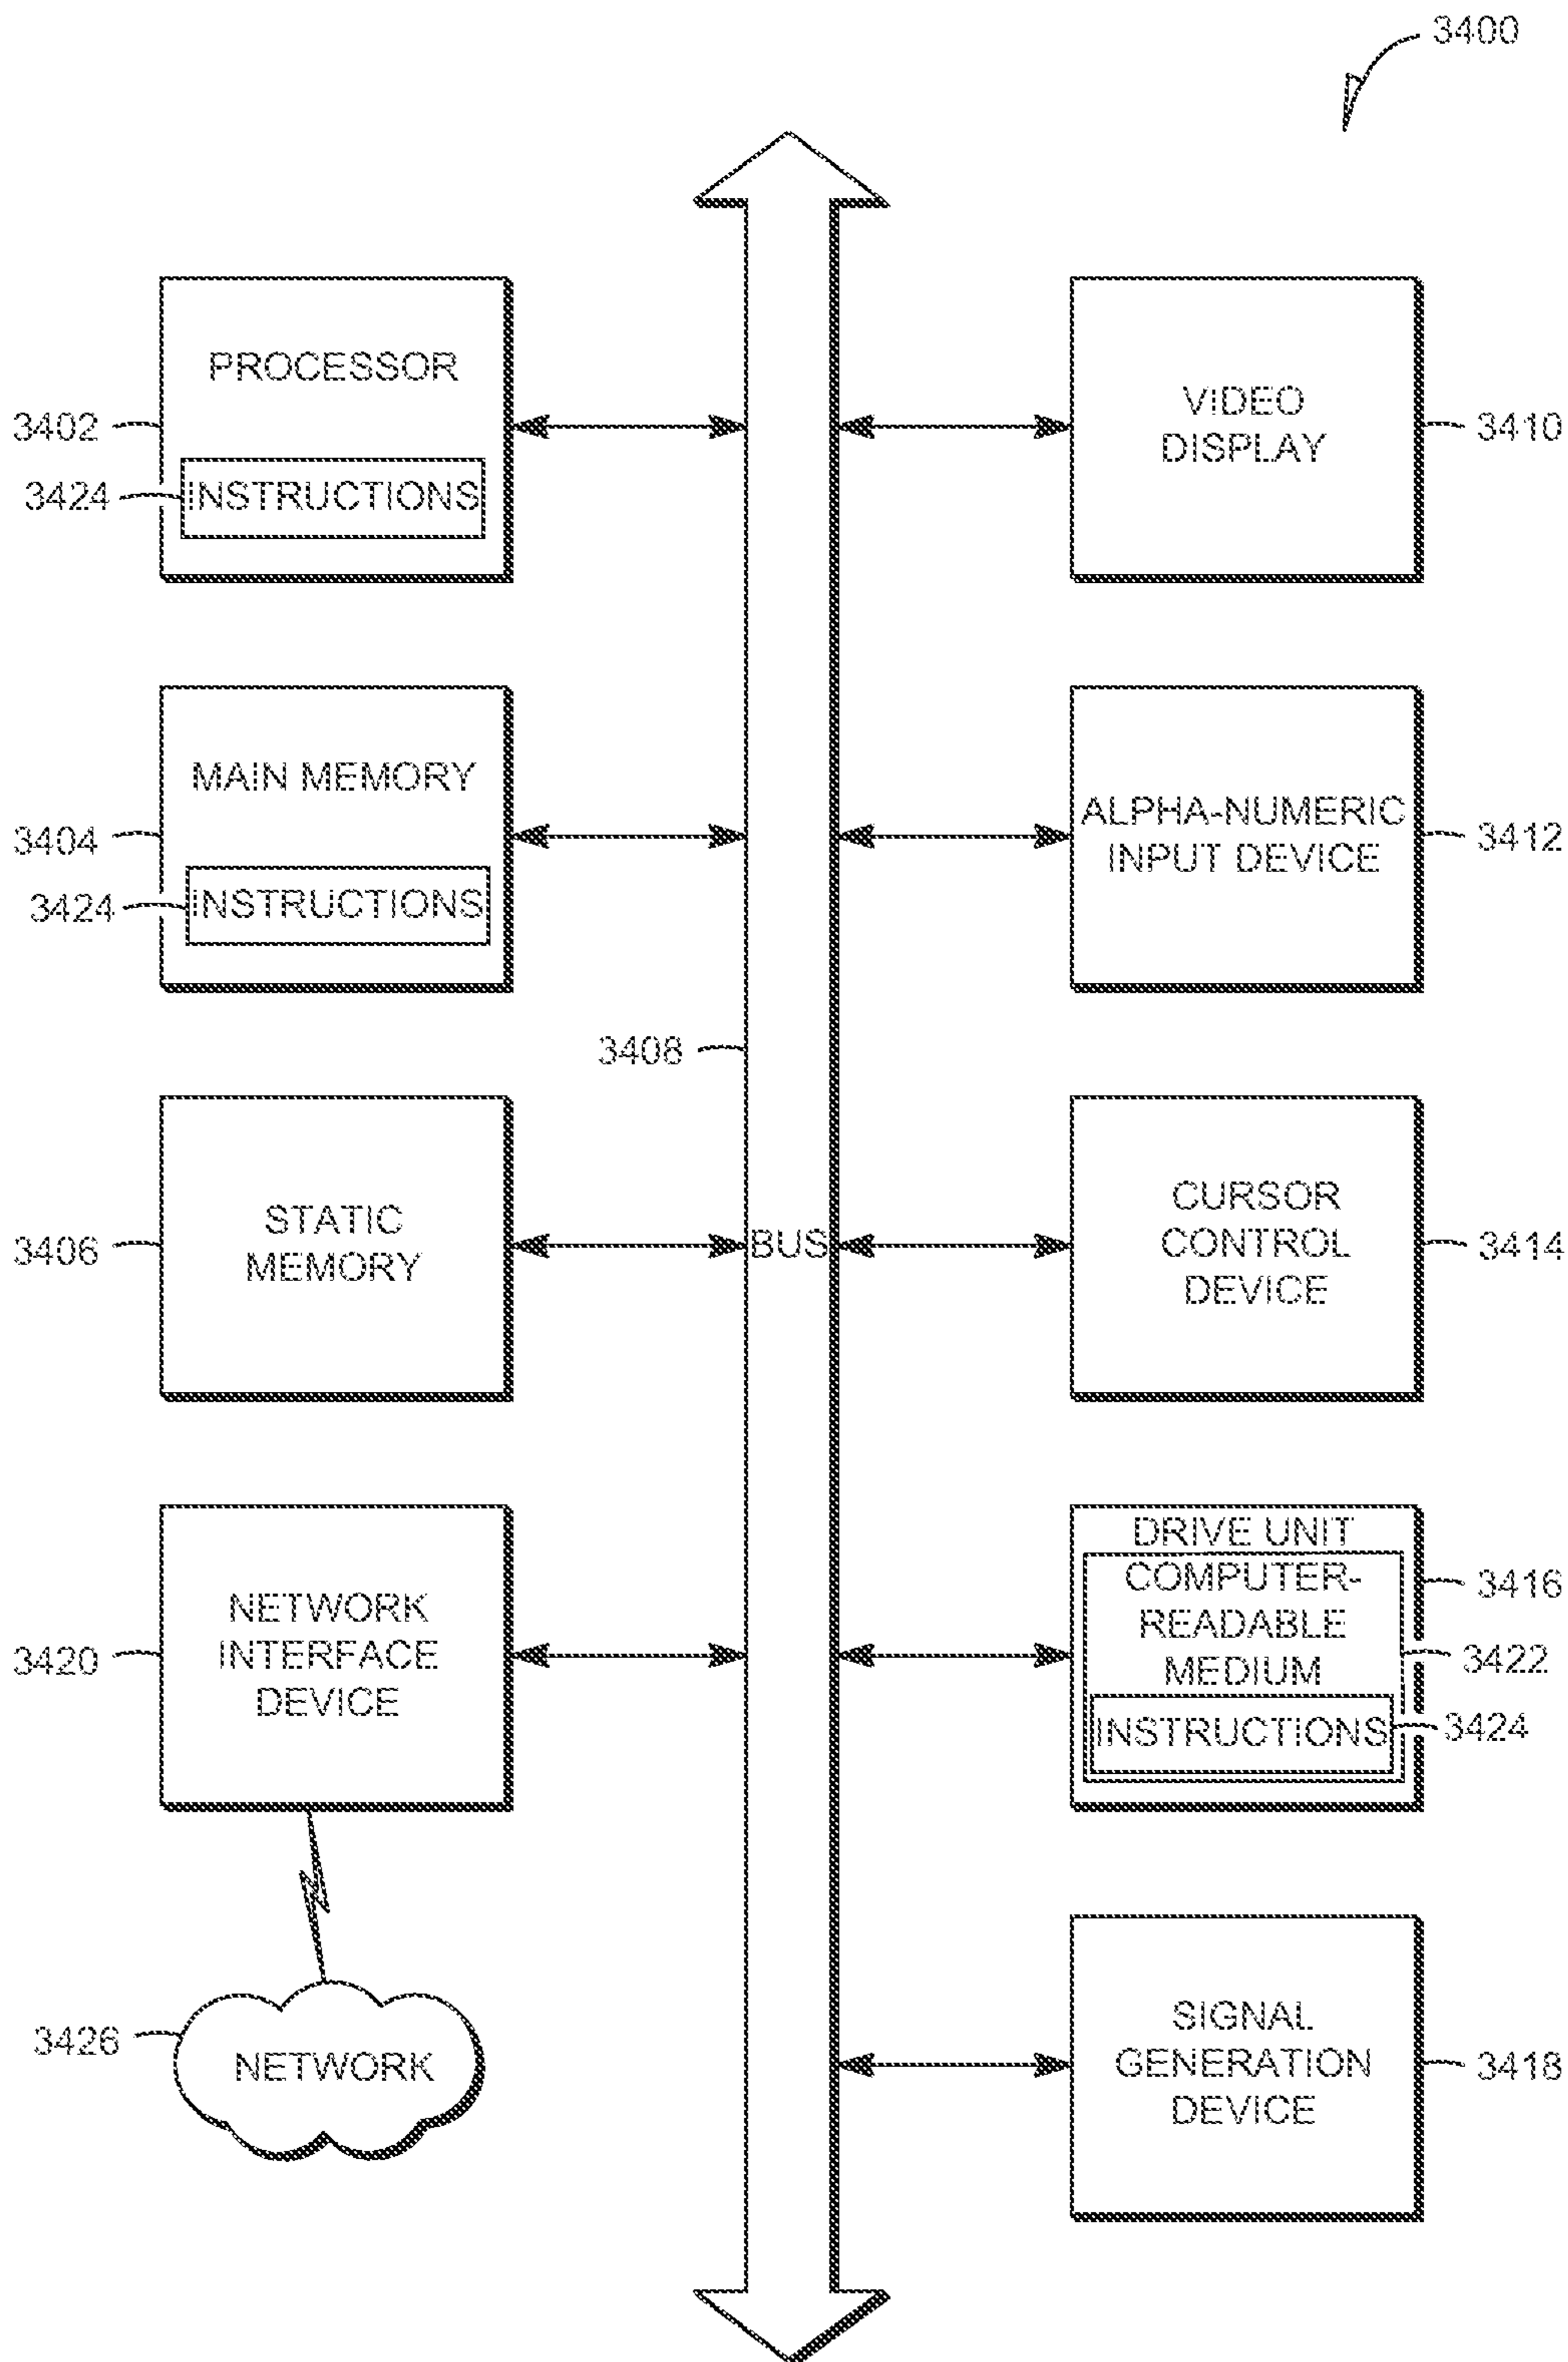 3400
PROCESSOR
3402
3424
INSTRUCTIONS
VIDEO
DISPLAY
3410
MAIN MEMORY
3404
3424
INSTRUCTIONS
ALPHA-NUMERIC
INPUT DEVICE
3412
3408
STATIC
MEMORY
3406
BUS
CURSOR
CONTROL
DEVICE
3414
NETWORK
INTERFACE
DEVICE
3420
DRIVE UNIT
COMPUTER-
READABLE
MEDIUM
INSTRUCTIONS
3416
3422
3424
3426
NETWORK
SIGNAL
GENERATION
DEVICE
3418